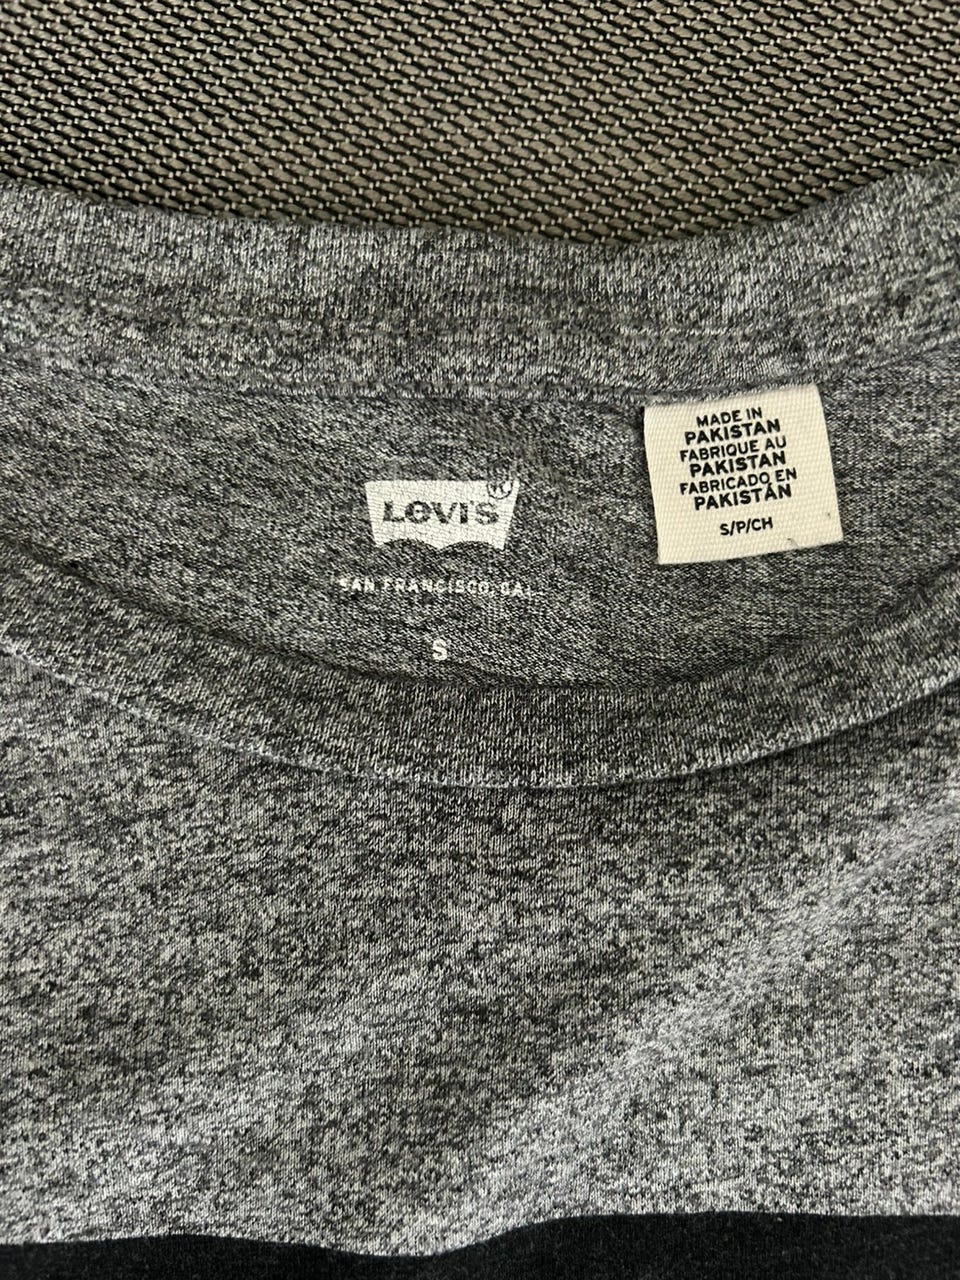 LEVI'S®
SAN FRANCISCO, CAL.
S
MADE IN
PAKISTAN
FABRIQUE AU
PAKISTAN
FABRICADO EN
PAKISTÁN
S/P/CH